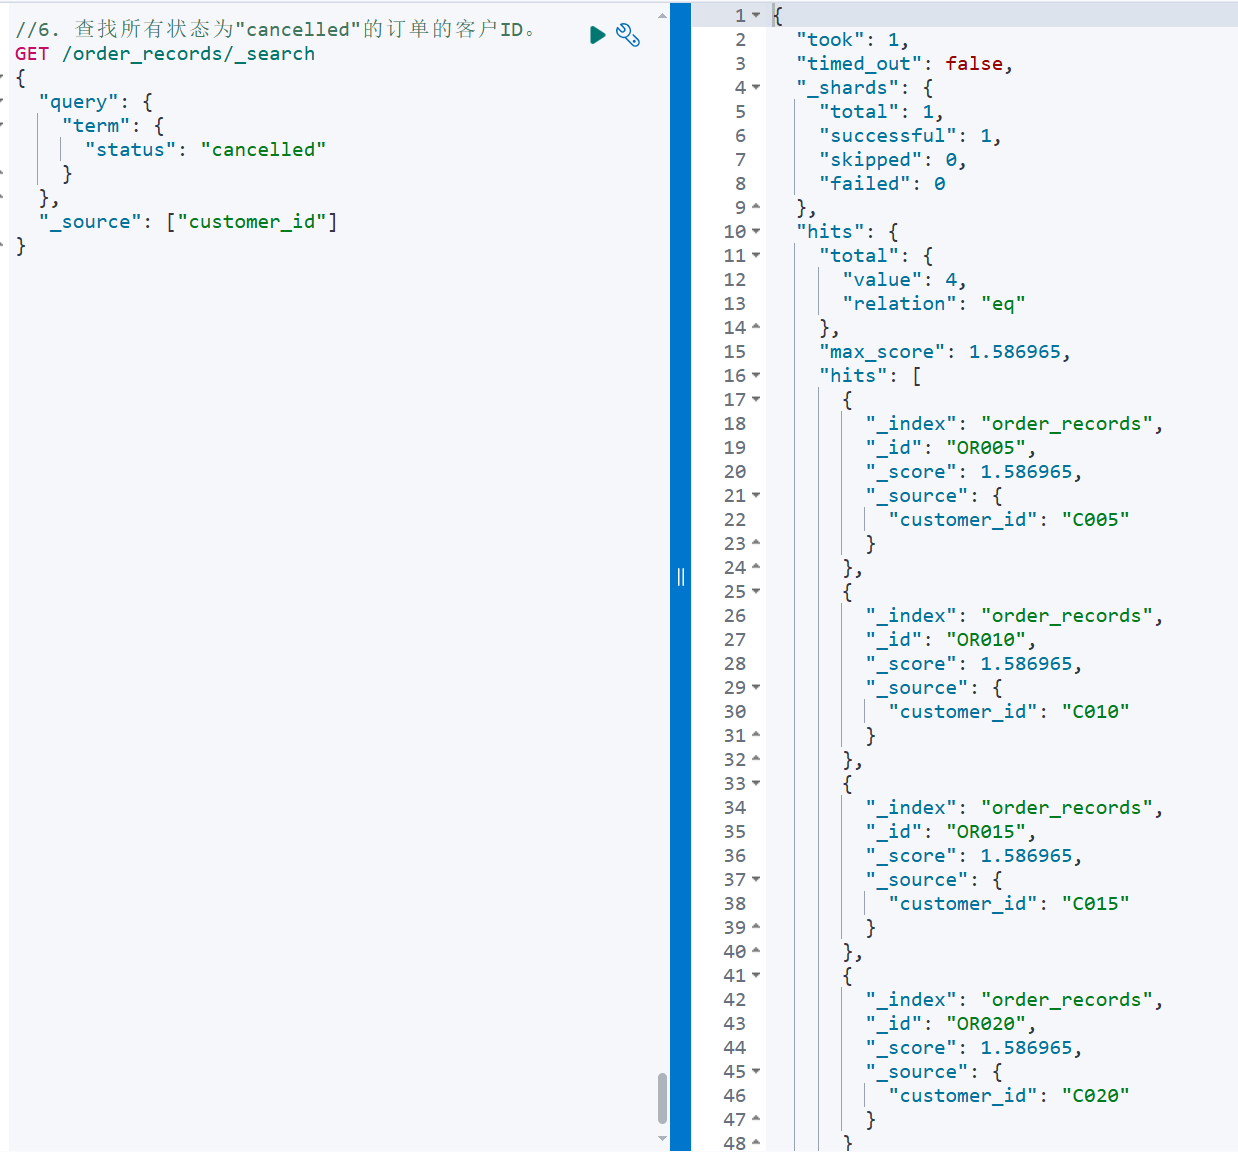 //6. 查找所有状态为"cancelled"的订单的客户ID。
GET /order_records/_search
{
  "query": {
    "term": {
      "status": "cancelled"
    }
  },
  "_source": ["customer_id"]
}
1 {
2   "took": 1,
3   "timed_out": false,
4   "_shards": {
5     "total": 1,
6     "successful": 1,
7     "skipped": 0,
8     "failed": 0
9   },
10   "hits": {
11     "total": {
12       "value": 4,
13       "relation": "eq"
14     },
15     "max_score": 1.586965,
16     "hits": [
17       {
18         "_index": "order_records",
19         "_id": "OR005",
20         "_score": 1.586965,
21         "_source": {
22           "customer_id": "C005"
23         }
24       },
25       {
26         "_index": "order_records",
27         "_id": "OR010",
28         "_score": 1.586965,
29         "_source": {
30           "customer_id": "C010"
31         }
32       },
33       {
34         "_index": "order_records",
35         "_id": "OR015",
36         "_score": 1.586965,
37         "_source": {
38           "customer_id": "C015"
39         }
40       },
41       {
42         "_index": "order_records",
43         "_id": "OR020",
44         "_score": 1.586965,
45         "_source": {
46           "customer_id": "C020"
47         }
48       }